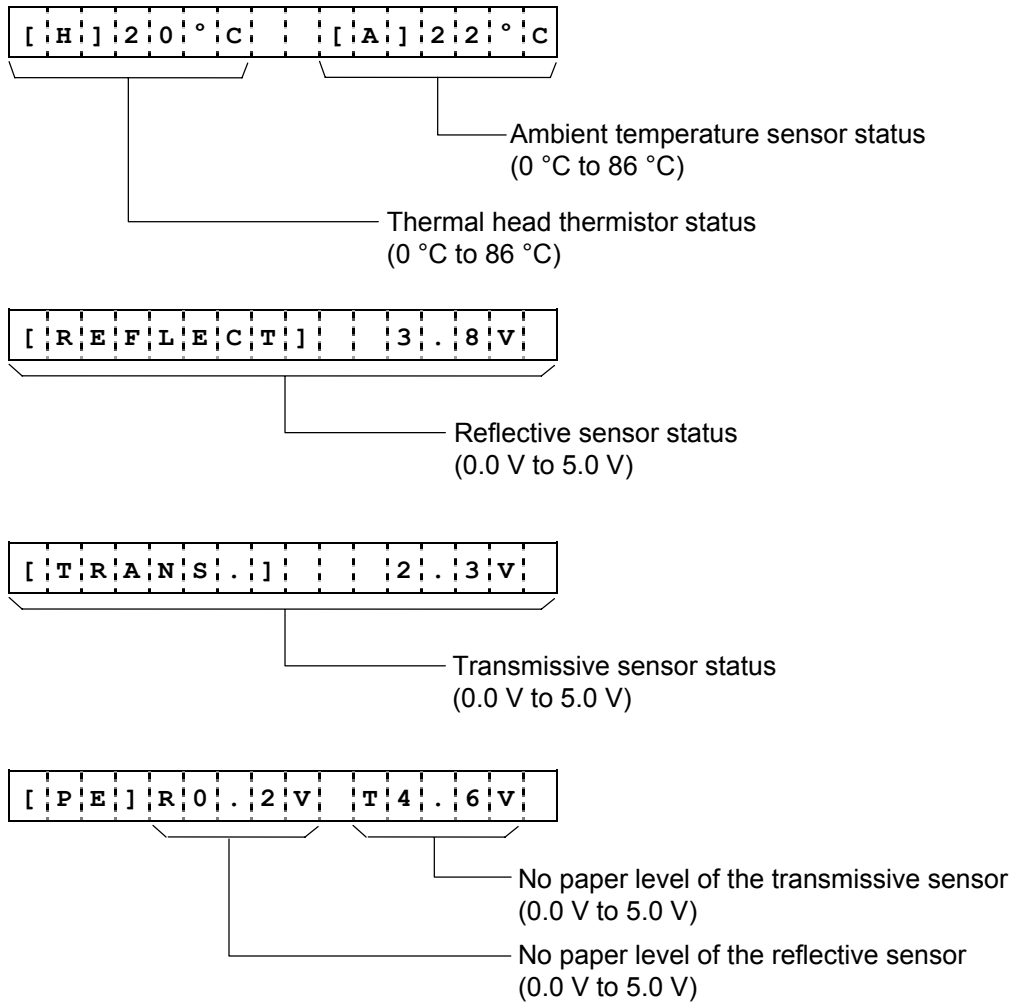 [H]20°C  [A]22°C
Ambient temperature sensor status
(0 °C to 86 °C)
Thermal head thermistor status
(0 °C to 86 °C)
[REFLECT]  3.8V
Reflective sensor status
(0.0 V to 5.0 V)
[TRANS.]   2.3V
Transmissive sensor status
(0.0 V to 5.0 V)
[PE]R0.2V T4.6V
No paper level of the transmissive sensor
(0.0 V to 5.0 V)
No paper level of the reflective sensor
(0.0 V to 5.0 V)